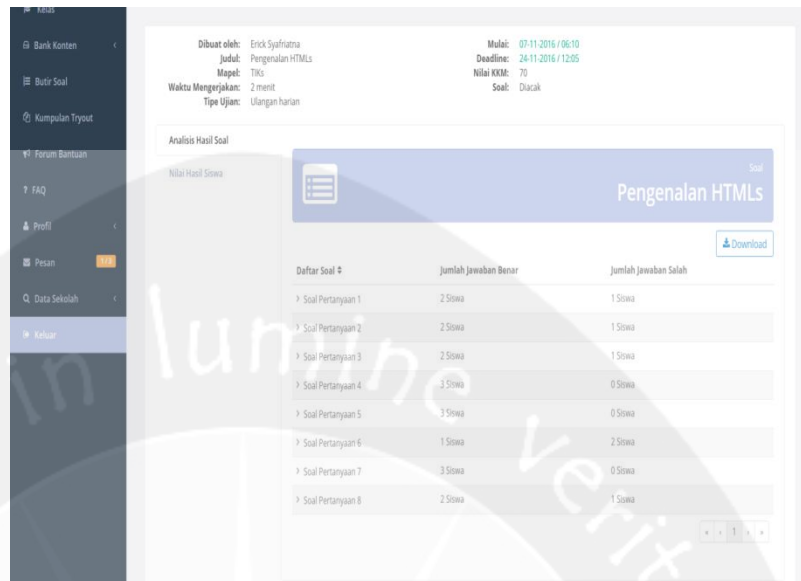 Kelas
Bank Konten
Butir Soal
Kumpulan Tryout
Forum Bantuan
FAQ
Profil
Pesan
Data Sekolah
Keluar
Dibuat oleh: Erick Syafriatna
Judul: Pengenalan HTMLs
Mapel: TIKs
Waktu Mengerjakan: 2 menit
Tipe Ujian: Ulangan harian
Mulai: 07-11-2016 / 06:10
Deadline: 24-11-2016 / 12:05
Nilai KKM: 70
Soal: Diacak
Analisis Hasil Soal
Nilai Hasil Siswa
Soal
Pengenalan HTMLs
Download
Daftar Soal Jumlah Jawaban Benar Jumlah Jawaban Salah
> Soal Pertanyaan 1 2 Siswa 1 Siswa
> Soal Pertanyaan 2 2 Siswa 1 Siswa
> Soal Pertanyaan 3 2 Siswa 1 Siswa
> Soal Pertanyaan 4 3 Siswa 0 Siswa
> Soal Pertanyaan 5 3 Siswa 0 Siswa
> Soal Pertanyaan 6 1 Siswa 2 Siswa
> Soal Pertanyaan 7 3 Siswa 0 Siswa
> Soal Pertanyaan 8 2 Siswa 1 Siswa
« ‹ 1 › »
in lumine verit